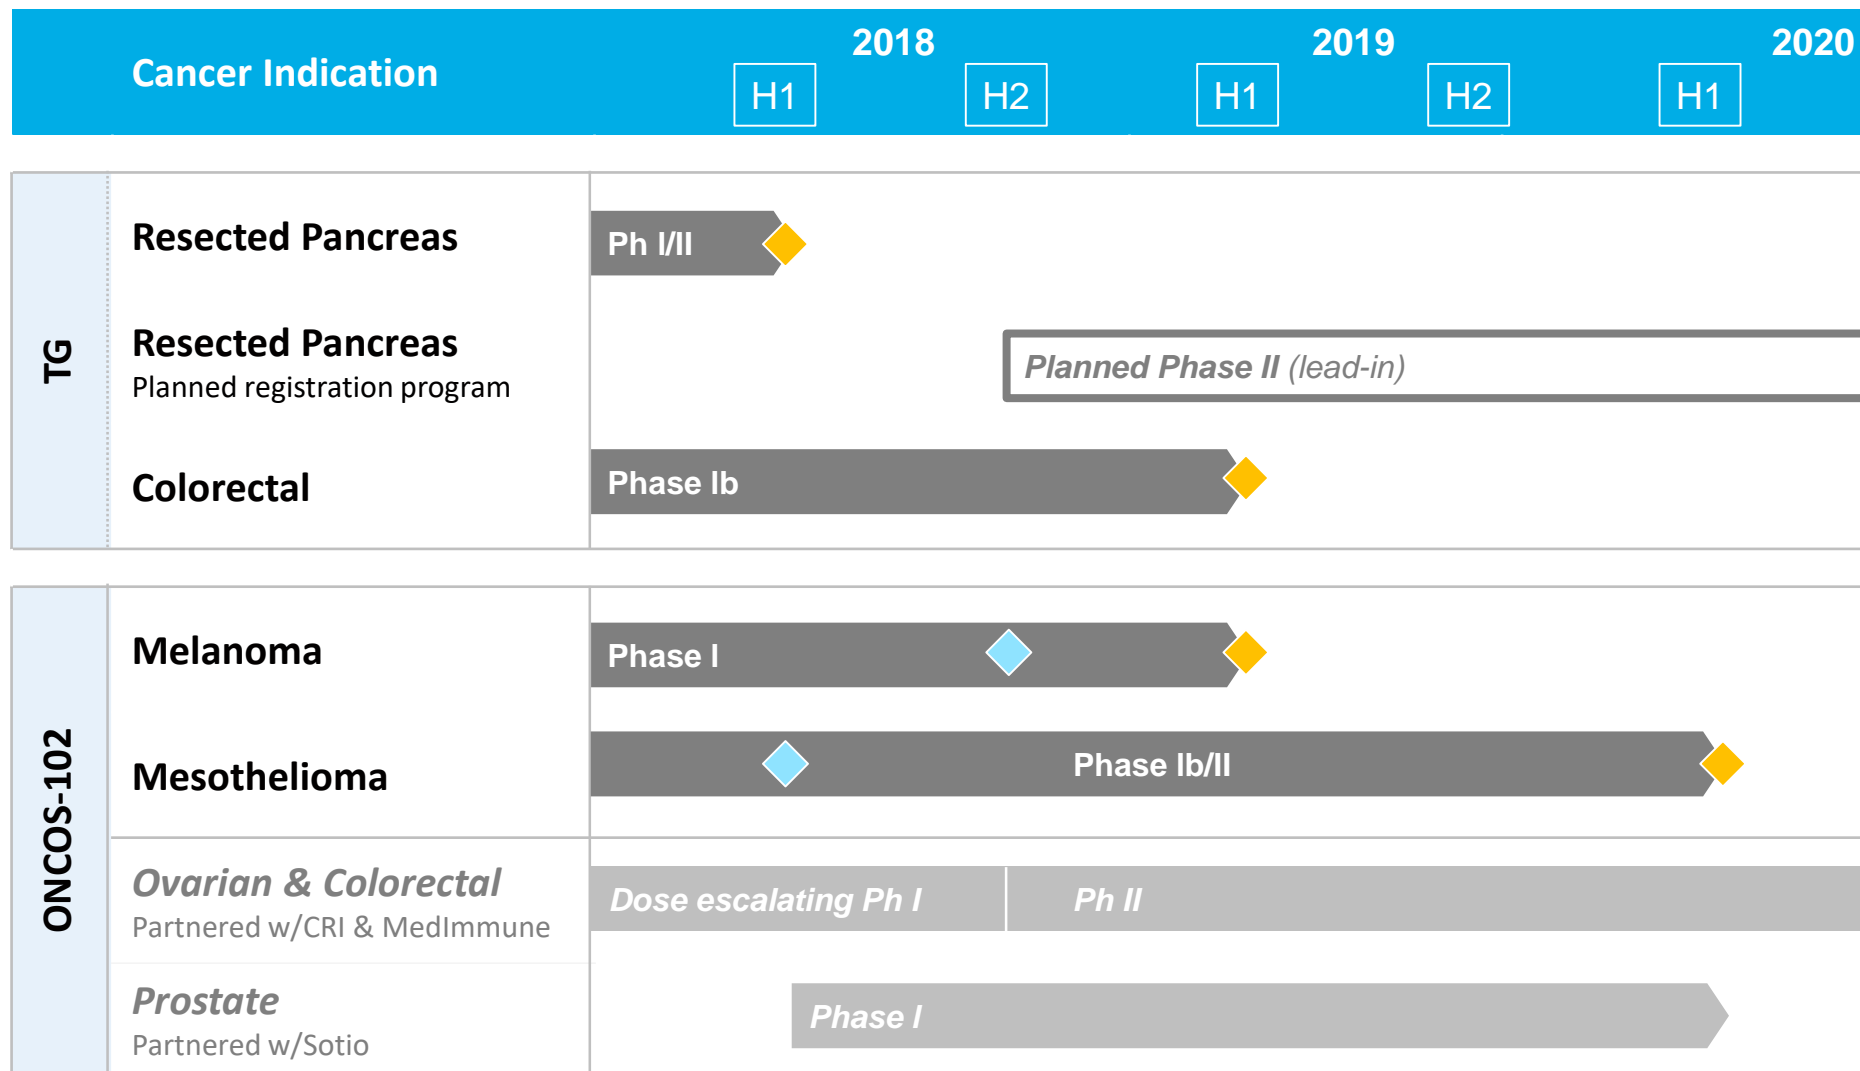 Cancer Indication
2018
2019
2020
H1
H2
H1
H2
H1
TG
Resected Pancreas
Ph I/II
Resected Pancreas
Planned registration program
Planned Phase II (lead-in)
Colorectal
Phase Ib
ONCOS-102
Melanoma
Phase I
Mesothelioma
Phase Ib/II
Ovarian & Colorectal
Partnered w/CRI & MedImmune
Dose escalating Ph I
Ph II
Prostate
Partnered w/Sotio
Phase I